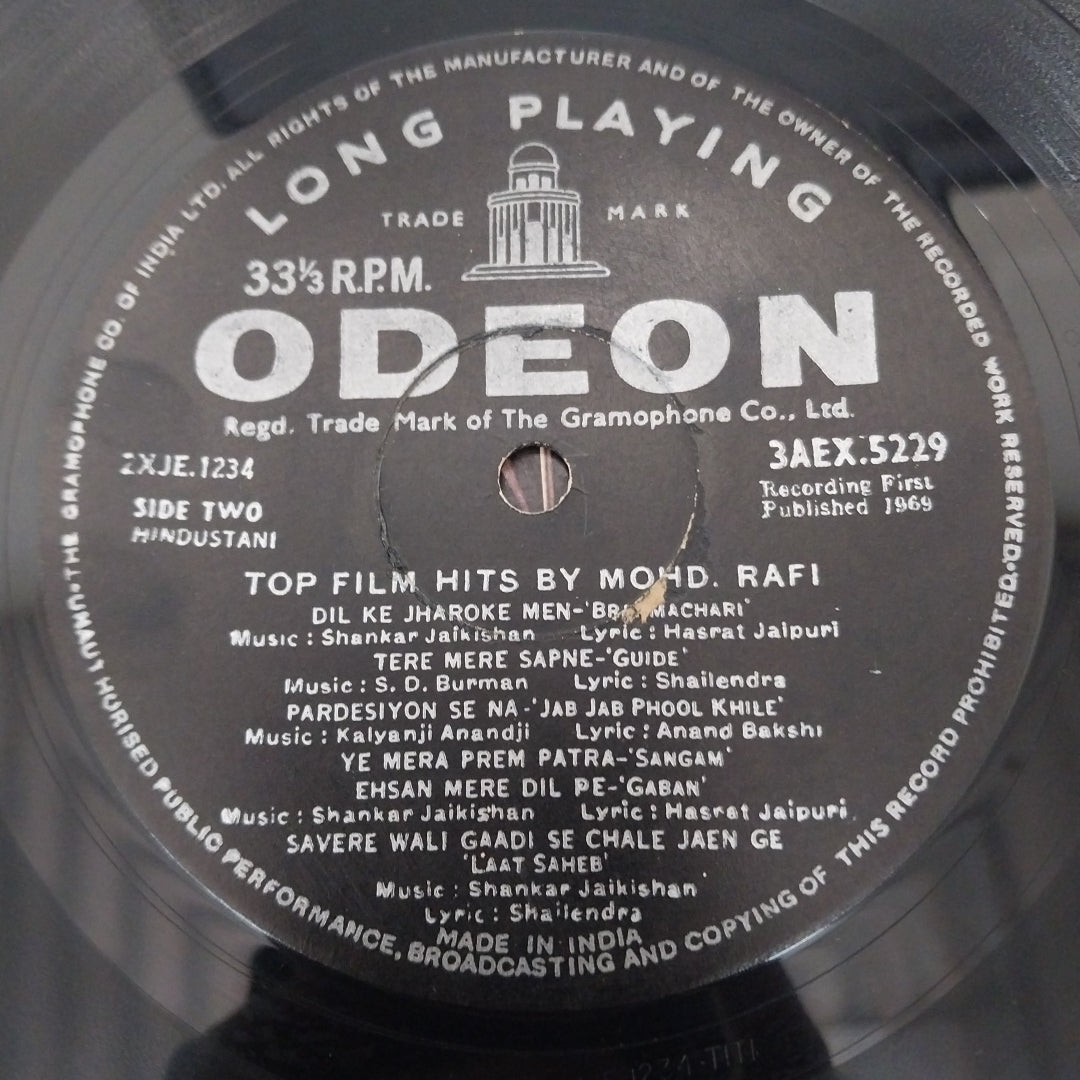 THE GRAMOPHONE CO. OF INDIA LTD. ALL RIGHTS OF THE MANUFACTURER AND OF THE OWNER OF THE RECORDED WORK RESERVED.
UNAUTHORISED PUBLIC PERFORMANCE, BROADCASTING AND COPYING OF THIS RECORD PROHIBITED.
LONG PLAYING
TRADE MARK
33⅓ R.P.M.
ODEON
Regd. Trade Mark of The Gramophone Co., Ltd.
2XJE.1234
3AEX.5229
SIDE TWO
HINDUSTANI
Recording First
Published 1969
TOP FILM HITS BY MOHD. RAFI
DIL KE JHAROKE MEN-'BRAHMACHARI'
Music : Shankar Jaikishan Lyric : Hasrat Jaipuri
TERE MERE SAPNE-'GUIDE'
Music : S. D. Burman Lyric : Shailendra
PARDESIYON SE NA-'JAB JAB PHOOL KHILE'
Music : Kalyanji Anandji Lyric : Anand Bakshi
YE MERA PREM PATRA-'SANGAM'
EHSAN MERE DIL PE-'GABAN'
Music : Shankar Jaikishan Lyric : Hasrat Jaipuri.
SAVERE WALI GAADI SE CHALE JAEN GE
'LAAT SAHEB'
Music : Shankar Jaikishan
Lyric : Shailendra
MADE IN INDIA